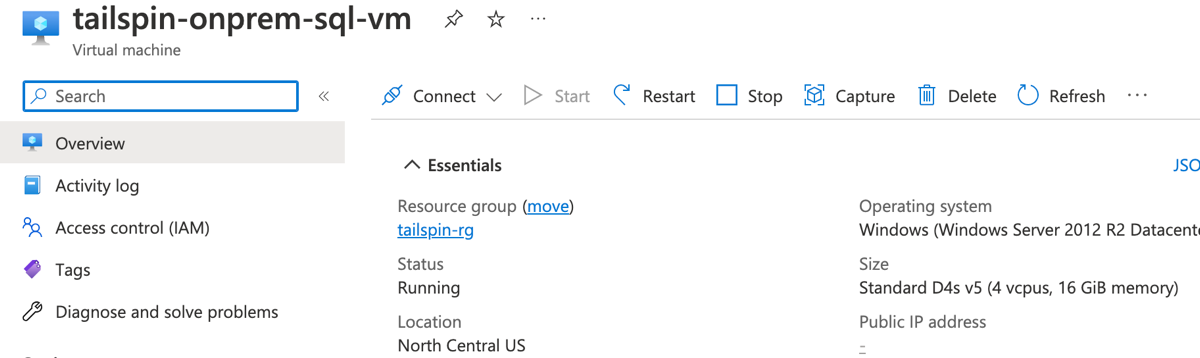 tailspin-onprem-sql-vm
Virtual machine
Search
Connect Start Restart Stop Capture Delete Refresh
Overview
Activity log
Access control (IAM)
Tags
Diagnose and solve problems
Essentials
JSO
Resource group (move)
tailspin-rg
Status
Running
Location
North Central US
Operating system
Windows (Windows Server 2012 R2 Datacente
Size
Standard D4s v5 (4 vcpus, 16 GiB memory)
Public IP address
-